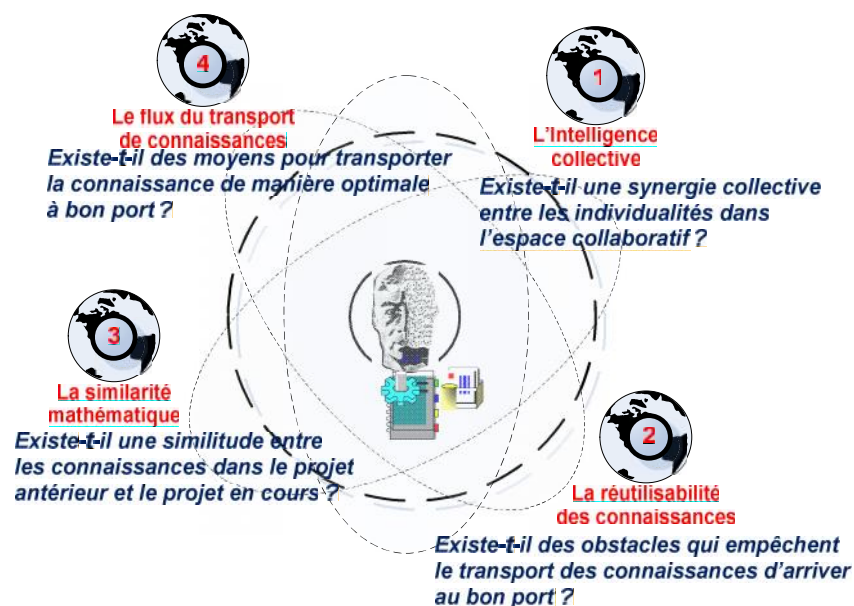 1
L'Intelligence
collective
Existe-t-il une synergie collective
entre les individualités dans
l'espace collaboratif ?
2
La réutilisabilité
des connaissances
Existe-t-il des obstacles qui empêchent
le transport des connaissances d'arriver
au bon port ?
3
La similarité
mathématique
Existe-t-il une similitude entre
les connaissances dans le projet
antérieur et le projet en cours ?
4
Le flux du transport
de connaissances
Existe-t-il des moyens pour transporter
la connaissance de manière optimale
à bon port ?